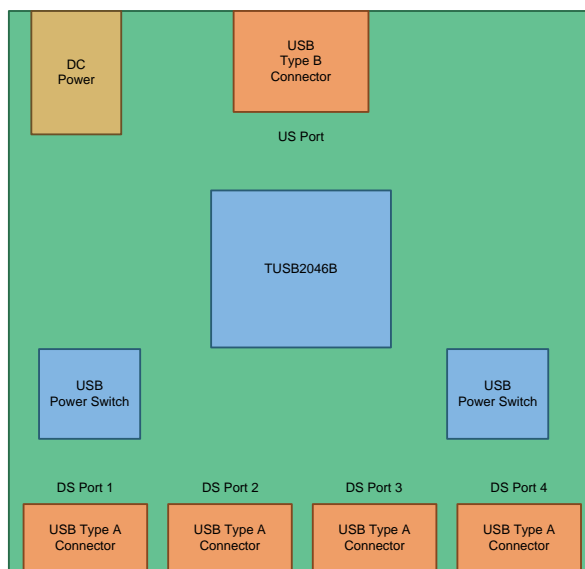 DC
Power
USB
Type B
Connector
US Port
TUSB2046B
USB
Power Switch
USB
Power Switch
DS Port 1
DS Port 2
DS Port 3
DS Port 4
USB Type A
Connector
USB Type A
Connector
USB Type A
Connector
USB Type A
Connector